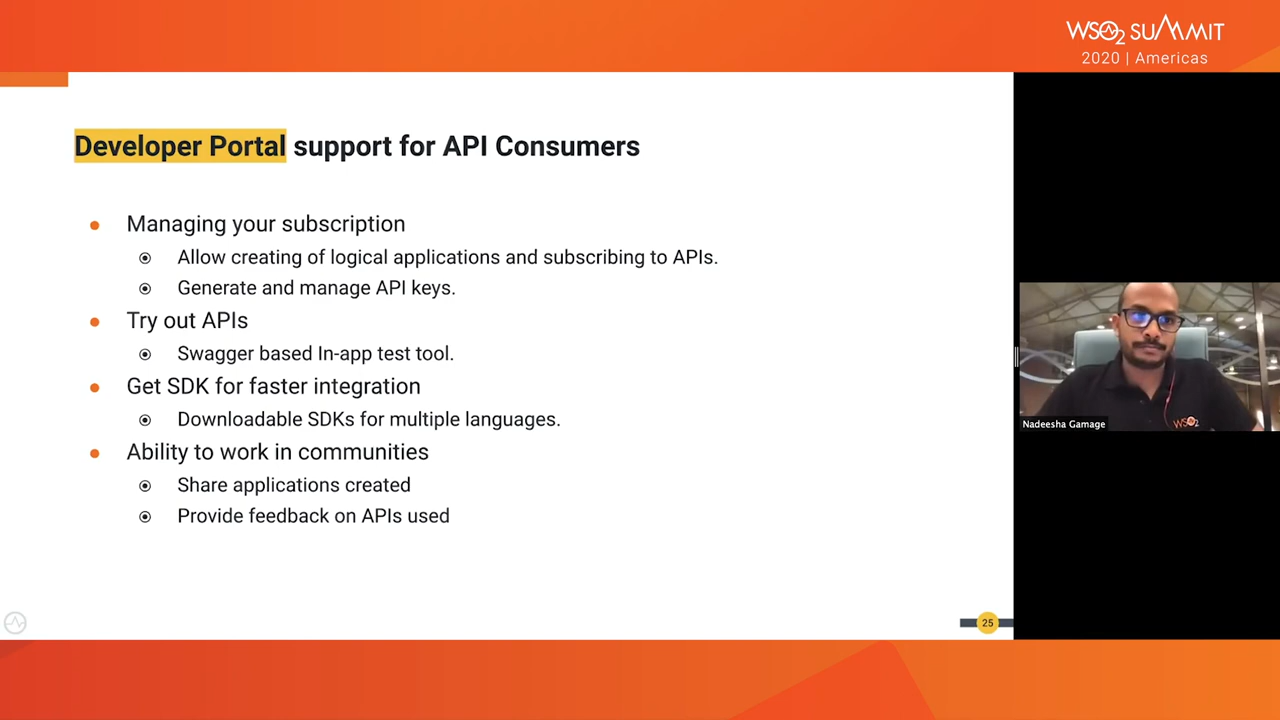 WSO2 SUMMIT
2020 | Americas
Developer Portal support for API Consumers
Managing your subscription
Allow creating of logical applications and subscribing to APIs.
Generate and manage API keys.
Try out APIs
Swagger based In-app test tool.
Get SDK for faster integration
Downloadable SDKs for multiple languages.
Ability to work in communities
Share applications created
Provide feedback on APIs used
WSO2
Nadeesha Gamage
25